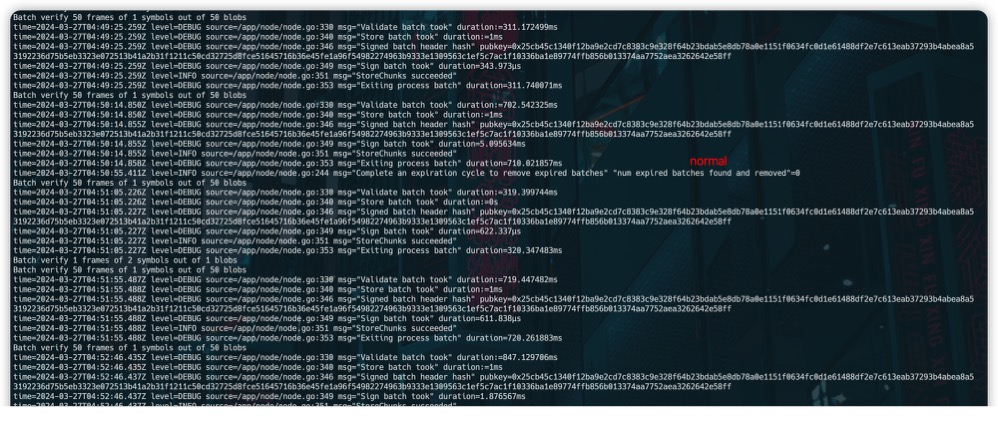 Batch verify 50 frames of 1 symbols out of 50 blobs
time=2024-03-27T04:49:25.259Z level=DEBUG source=/app/node/node.go:330 msg="Validate batch took" duration:=311.172499ms
time=2024-03-27T04:49:25.259Z level=DEBUG source=/app/node/node.go:340 msg="Store batch took" duration:=1ms
time=2024-03-27T04:49:25.259Z level=DEBUG source=/app/node/node.go:346 msg="Signed batch header hash" pubkey=0x25cb45c1340f12ba9e2cd7c8383c9e328f64b23bdab5e8db78a0e1151f0634fc0d1e61488df2e7c613eab37293b4abea8a5
3192236d75b5eb3323e072513b41a2b31f1211c50cd32725d8fce51645716b36e45fe1a96f54982274963b9333e1309563c1ef5c7ac1f10336ba1e89774ffb856b013374aa7752aea3262642e58ff
time=2024-03-27T04:49:25.259Z level=DEBUG source=/app/node/node.go:349 msg="Sign batch took" duration=343.973µs
time=2024-03-27T04:49:25.259Z level=INFO source=/app/node/node.go:351 msg="StoreChunks succeeded"
time=2024-03-27T04:49:25.259Z level=DEBUG source=/app/node/node.go:353 msg="Exiting process batch" duration=311.740071ms
Batch verify 50 frames of 1 symbols out of 50 blobs
time=2024-03-27T04:50:14.850Z level=DEBUG source=/app/node/node.go:330 msg="Validate batch took" duration:=702.542325ms
time=2024-03-27T04:50:14.850Z level=DEBUG source=/app/node/node.go:340 msg="Store batch took" duration:=1ms
time=2024-03-27T04:50:14.855Z level=DEBUG source=/app/node/node.go:346 msg="Signed batch header hash" pubkey=0x25cb45c1340f12ba9e2cd7c8383c9e328f64b23bdab5e8db78a0e1151f0634fc0d1e61488df2e7c613eab37293b4abea8a5
3192236d75b5eb3323e072513b41a2b31f1211c50cd32725d8fce51645716b36e45fe1a96f54982274963b9333e1309563c1ef5c7ac1f10336ba1e89774ffb856b013374aa7752aea3262642e58ff
time=2024-03-27T04:50:14.855Z level=DEBUG source=/app/node/node.go:349 msg="Sign batch took" duration=5.095634ms
time=2024-03-27T04:50:14.855Z level=INFO source=/app/node/node.go:351 msg="StoreChunks succeeded"
time=2024-03-27T04:50:14.858Z level=DEBUG source=/app/node/node.go:353 msg="Exiting process batch" duration=710.021857ms
normal
time=2024-03-27T04:50:55.411Z level=INFO source=/app/node/node.go:244 msg="Complete an expiration cycle to remove expired batches" "num expired batches found and removed"=0
Batch verify 50 frames of 1 symbols out of 50 blobs
time=2024-03-27T04:51:05.226Z level=DEBUG source=/app/node/node.go:330 msg="Validate batch took" duration:=319.399744ms
time=2024-03-27T04:51:05.226Z level=DEBUG source=/app/node/node.go:340 msg="Store batch took" duration:=0s
time=2024-03-27T04:51:05.227Z level=DEBUG source=/app/node/node.go:346 msg="Signed batch header hash" pubkey=0x25cb45c1340f12ba9e2cd7c8383c9e328f64b23bdab5e8db78a0e1151f0634fc0d1e61488df2e7c613eab37293b4abea8a5
3192236d75b5eb3323e072513b41a2b31f1211c50cd32725d8fce51645716b36e45fe1a96f54982274963b9333e1309563c1ef5c7ac1f10336ba1e89774ffb856b013374aa7752aea3262642e58ff
time=2024-03-27T04:51:05.227Z level=DEBUG source=/app/node/node.go:349 msg="Sign batch took" duration=622.337µs
time=2024-03-27T04:51:05.227Z level=INFO source=/app/node/node.go:351 msg="StoreChunks succeeded"
time=2024-03-27T04:51:05.227Z level=DEBUG source=/app/node/node.go:353 msg="Exiting process batch" duration=320.347483ms
Batch verify 1 frames of 2 symbols out of 1 blobs
Batch verify 50 frames of 1 symbols out of 50 blobs
time=2024-03-27T04:51:55.487Z level=DEBUG source=/app/node/node.go:330 msg="Validate batch took" duration:=719.447482ms
time=2024-03-27T04:51:55.488Z level=DEBUG source=/app/node/node.go:340 msg="Store batch took" duration:=1ms
time=2024-03-27T04:51:55.488Z level=DEBUG source=/app/node/node.go:346 msg="Signed batch header hash" pubkey=0x25cb45c1340f12ba9e2cd7c8383c9e328f64b23bdab5e8db78a0e1151f0634fc0d1e61488df2e7c613eab37293b4abea8a5
3192236d75b5eb3323e072513b41a2b31f1211c50cd32725d8fce51645716b36e45fe1a96f54982274963b9333e1309563c1ef5c7ac1f10336ba1e89774ffb856b013374aa7752aea3262642e58ff
time=2024-03-27T04:51:55.488Z level=DEBUG source=/app/node/node.go:349 msg="Sign batch took" duration=611.838µs
time=2024-03-27T04:51:55.488Z level=INFO source=/app/node/node.go:351 msg="StoreChunks succeeded"
time=2024-03-27T04:51:55.488Z level=DEBUG source=/app/node/node.go:353 msg="Exiting process batch" duration=720.261883ms
Batch verify 50 frames of 1 symbols out of 50 blobs
time=2024-03-27T04:52:46.435Z level=DEBUG source=/app/node/node.go:330 msg="Validate batch took" duration:=847.129706ms
time=2024-03-27T04:52:46.435Z level=DEBUG source=/app/node/node.go:340 msg="Store batch took" duration:=1ms
time=2024-03-27T04:52:46.437Z level=DEBUG source=/app/node/node.go:346 msg="Signed batch header hash" pubkey=0x25cb45c1340f12ba9e2cd7c8383c9e328f64b23bdab5e8db78a0e1151f0634fc0d1e61488df2e7c613eab37293b4abea8a5
3192236d75b5eb3323e072513b41a2b31f1211c50cd32725d8fce51645716b36e45fe1a96f54982274963b9333e1309563c1ef5c7ac1f10336ba1e89774ffb856b013374aa7752aea3262642e58ff
time=2024-03-27T04:52:46.437Z level=DEBUG source=/app/node/node.go:349 msg="Sign batch took" duration=1.876567ms
time=2024-03-27T04:52:46.437Z level=INFO source=/app/node/node.go:351 msg="StoreChunks succeeded"